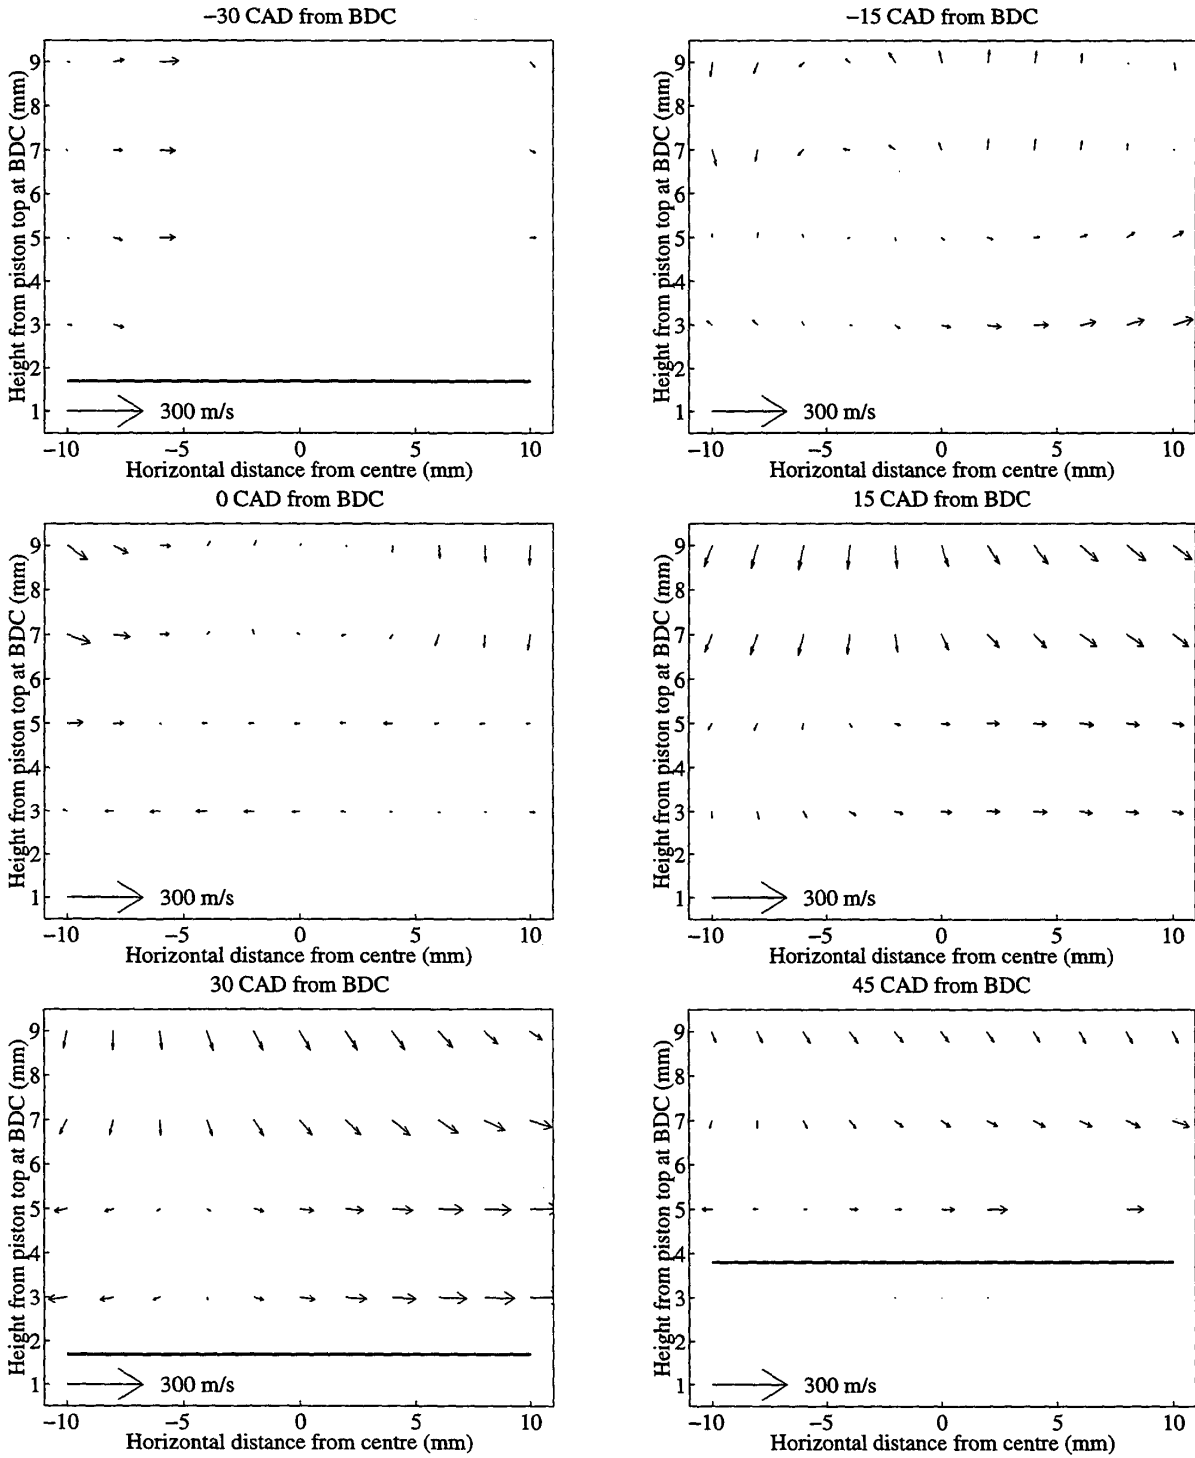 −30 CAD from BDC
Height from piston top at BDC (mm)
9
8
7
6
5
4
3
2
1
300 m/s
−10 −5 0 5 10
Horizontal distance from centre (mm)
−15 CAD from BDC
Height from piston top at BDC (mm)
9
8
7
6
5
4
3
2
1
300 m/s
−10 −5 0 5 10
Horizontal distance from centre (mm)
0 CAD from BDC
Height from piston top at BDC (mm)
9
8
7
6
5
4
3
2
1
300 m/s
−10 −5 0 5 10
Horizontal distance from centre (mm)
15 CAD from BDC
Height from piston top at BDC (mm)
9
8
7
6
5
4
3
2
1
300 m/s
−10 −5 0 5 10
Horizontal distance from centre (mm)
30 CAD from BDC
Height from piston top at BDC (mm)
9
8
7
6
5
4
3
2
1
300 m/s
−10 −5 0 5 10
Horizontal distance from centre (mm)
45 CAD from BDC
Height from piston top at BDC (mm)
9
8
7
6
5
4
3
2
1
300 m/s
−10 −5 0 5 10
Horizontal distance from centre (mm)